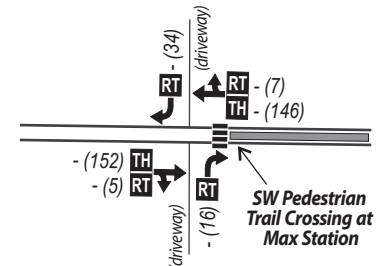 - (34)
(driveway)
RT
RT - (7)
TH - (146)
- (152) TH
- (5) RT
RT
- (16)
(driveway)
SW Pedestrian
Trail Crossing at
Max Station